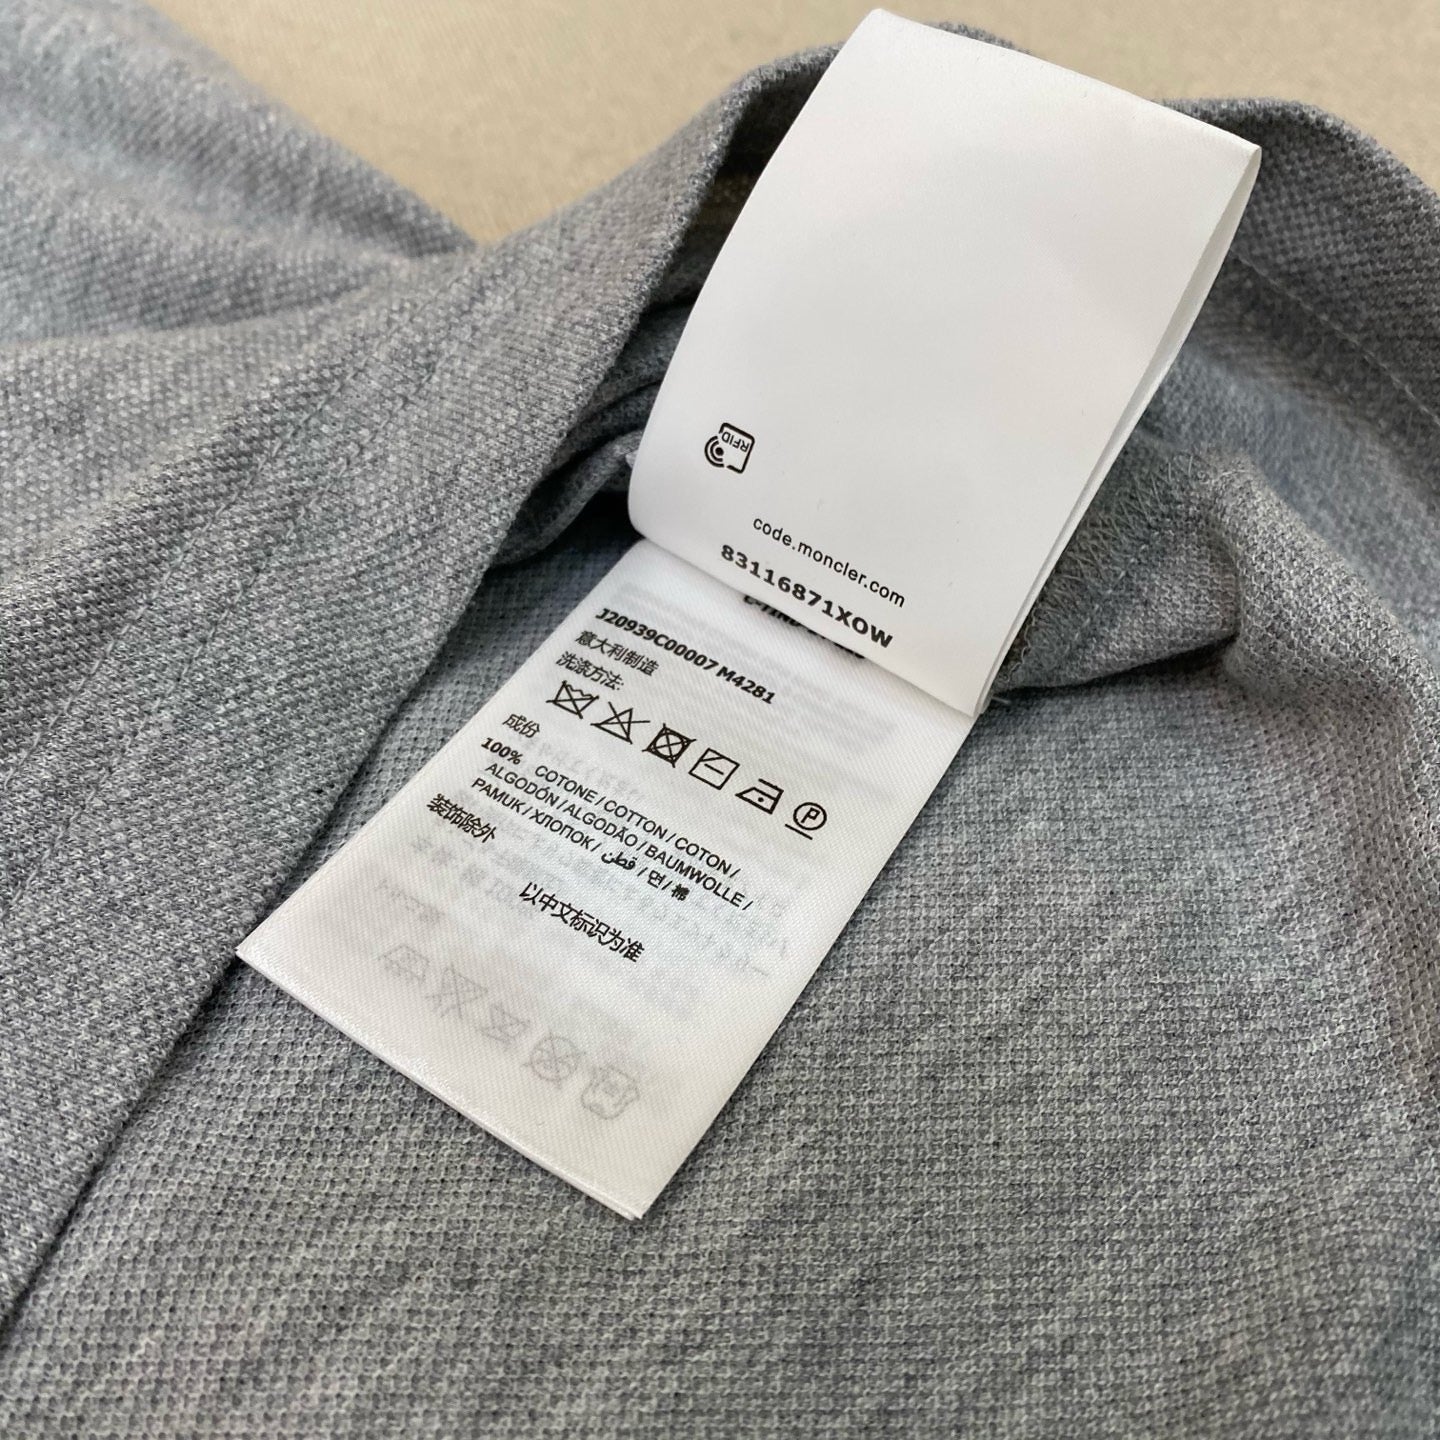 RFID
code.moncler.com
83116871XOW
J20939C00007 M4281
意大利制造
洗涤方法:
P
成份
100% COTONE / COTTON / COTON /
ALGODÓN / ALGODÃO / BAUMWOLLE /
PAMUK / ХЛОПОК / قطن / 면 / 棉
装饰除外
以中文标识为准